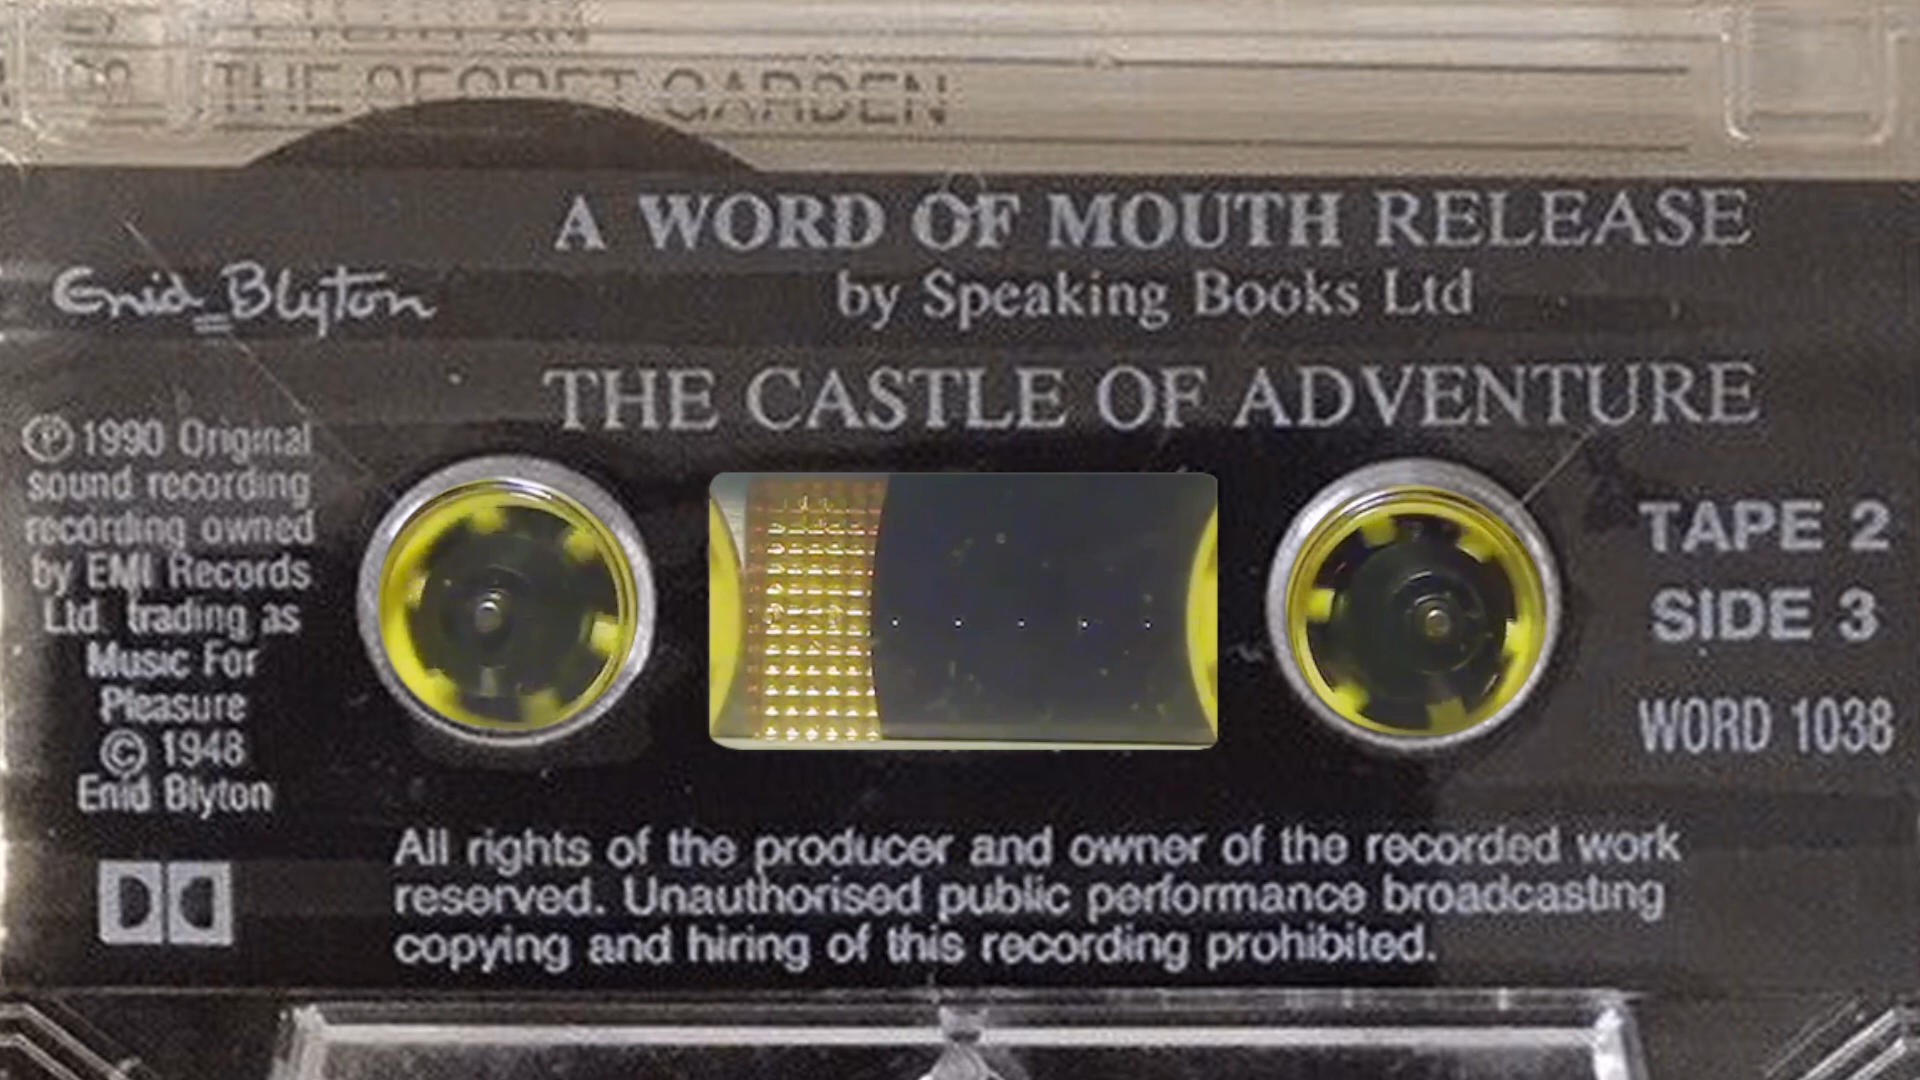 THE SECRET GARDEN
A WORD OF MOUTH RELEASE
by Speaking Books Ltd
Enid Blyton
THE CASTLE OF ADVENTURE
℗ 1990 Original
sound recording
recording owned
by EMI Records
Ltd. trading as
Music For
Pleasure
© 1948
Enid Blyton
TAPE 2
SIDE 3
WORD 1038
All rights of the producer and owner of the recorded work
reserved. Unauthorised public performance broadcasting
copying and hiring of this recording prohibited.